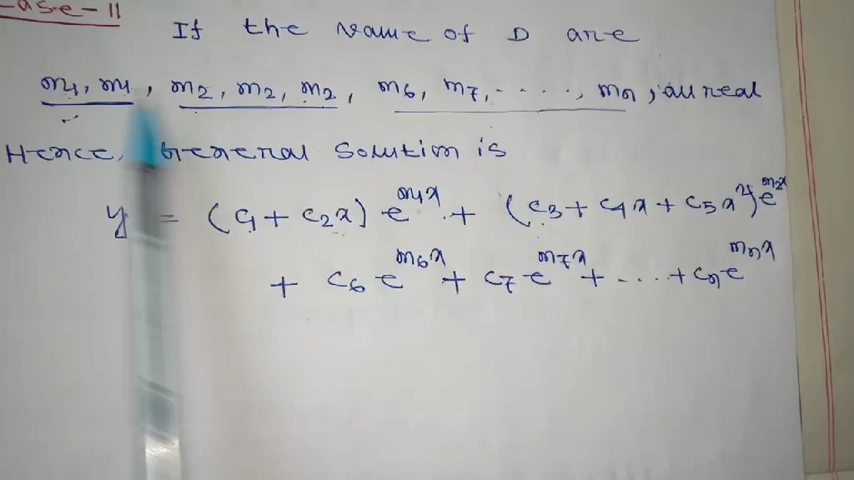 Case-II
If the value of D are
m₁, m₁, m₂, m₂, m₂, m₆, m₇, ....., mₙ, all real
Hence, General solution is
y = (c₁ + c₂x) e^{m₁x} + (c₃ + c₄x + c₅x²) e^{m₂x}
+ c₆ e^{m₆x} + c₇ e^{m₇x} + ..... + cₙ e^{mₙx}